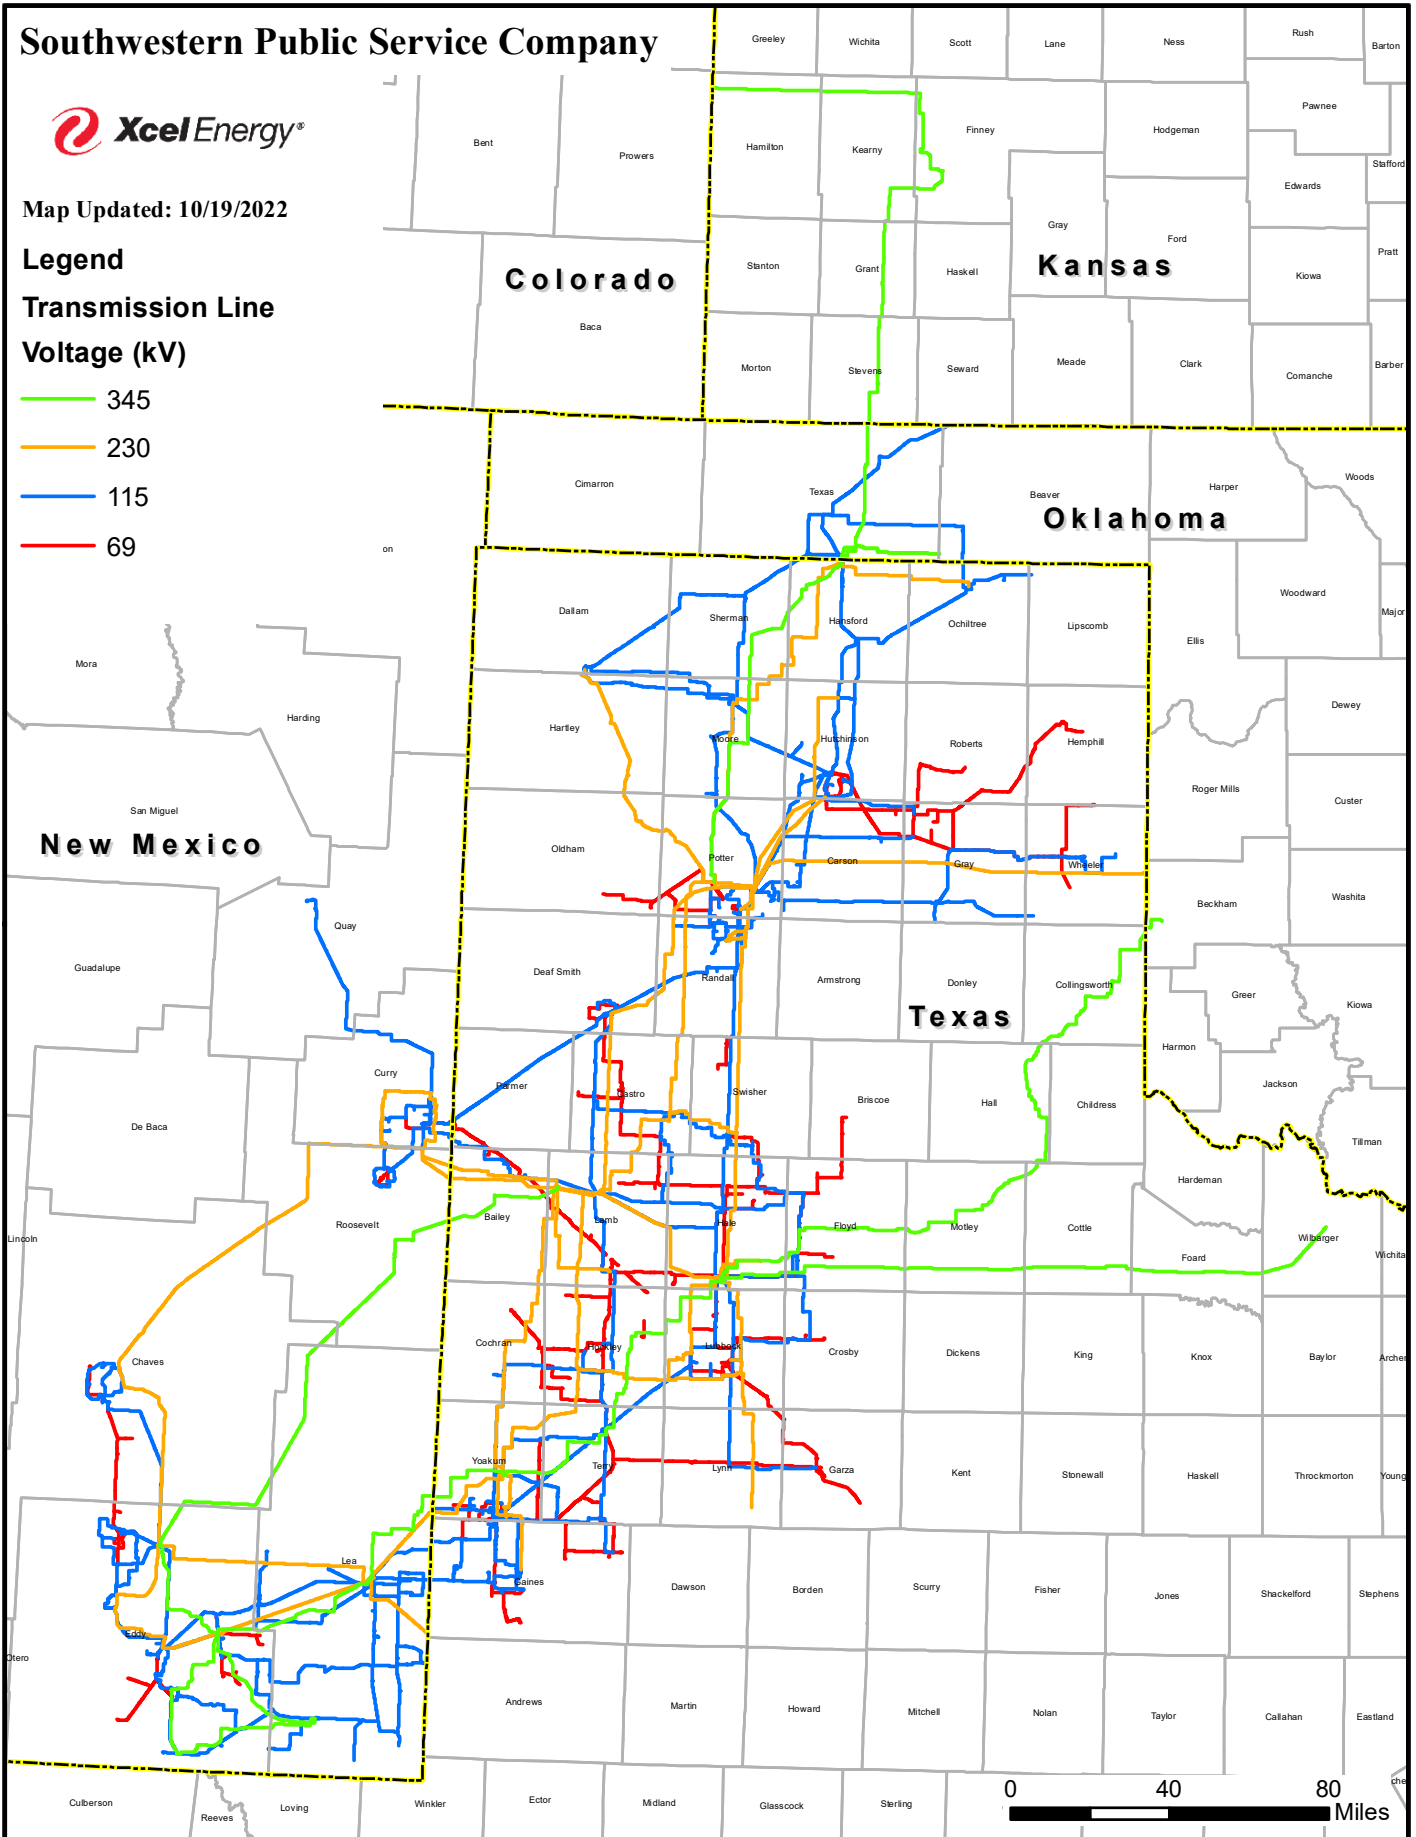 Southwestern Public Service Company
Xcel Energy®
Map Updated: 10/19/2022
Legend
Transmission Line
Voltage (kV)
345
230
115
69
Greeley
Wichita
Scott
Lane
Ness
Rush
Barton
Bent
Prowers
Hamilton
Kearny
Finney
Hodgeman
Pawnee
Stafford
Edwards
Gray
Ford
Pratt
Colorado
Stanton
Grant
Haskell
Kansas
Kiowa
Baca
Morton
Stevens
Seward
Meade
Clark
Comanche
Barber
Cimarron
Texas
Beaver
Harper
Woods
Oklahoma
on
Dallam
Sherman
Hansford
Ochiltree
Lipscomb
Ellis
Woodward
Major
Mora
Harding
Hartley
Moore
Hutchinson
Roberts
Hemphill
Dewey
San Miguel
Roger Mills
Custer
New Mexico
Oldham
Potter
Carson
Gray
Wheeler
Beckham
Washita
Quay
Guadalupe
Deaf Smith
Randall
Armstrong
Donley
Collingsworth
Greer
Kiowa
Texas
Harmon
Curry
Parmer
Castro
Swisher
Briscoe
Hall
Childress
Jackson
De Baca
Tillman
Hardeman
Lincoln
Roosevelt
Bailey
Lamb
Hale
Floyd
Motley
Cottle
Foard
Wilbarger
Wichita
Chaves
Cochran
Hockley
Lubbock
Crosby
Dickens
King
Knox
Baylor
Archer
Yoakum
Terry
Lynn
Garza
Kent
Stonewall
Haskell
Throckmorton
Young
Lea
Gaines
Dawson
Borden
Scurry
Fisher
Jones
Shackelford
Stephens
Eddy
Otero
Andrews
Martin
Howard
Mitchell
Nolan
Taylor
Callahan
Eastland
Culberson
Reeves
Loving
Winkler
Ector
Midland
Glasscock
Sterling
che
0 40 80
Miles